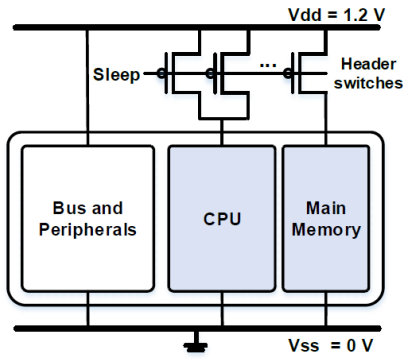 Vdd = 1.2 V
Sleep
...
Header
switches
Bus and
Peripherals
CPU
Main
Memory
Vss = 0 V